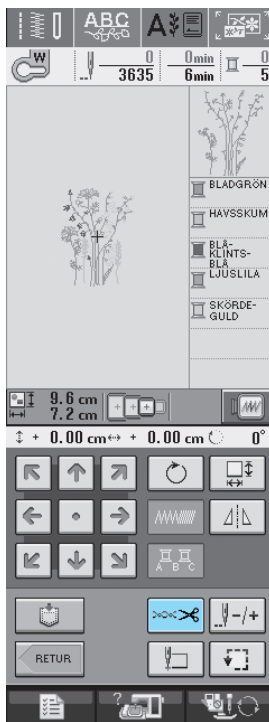 ABC
A
W
0
3635
0min
6min
0
5
BLADGRÖN
HAVSSKUM
BLÅ-
KLINTS-
BLÅ
LJUSLILA
SKÖRDE-
GULD
9.6 cm
7.2 cm
+ 0.00 cm + 0.00 cm 0°
A B C
-/+
RETUR
?